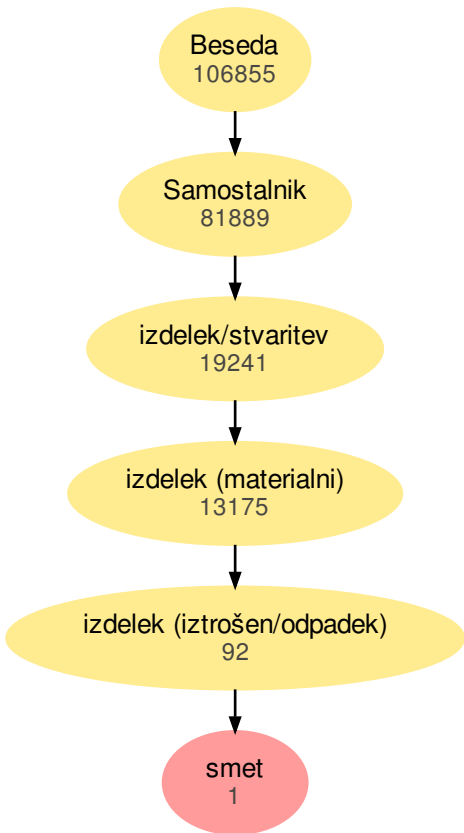 Beseda
106855
Samostalnik
81889
izdelek/stvaritev
19241
izdelek (materialni)
13175
izdelek (iztrošen/odpadek)
92
smet
1